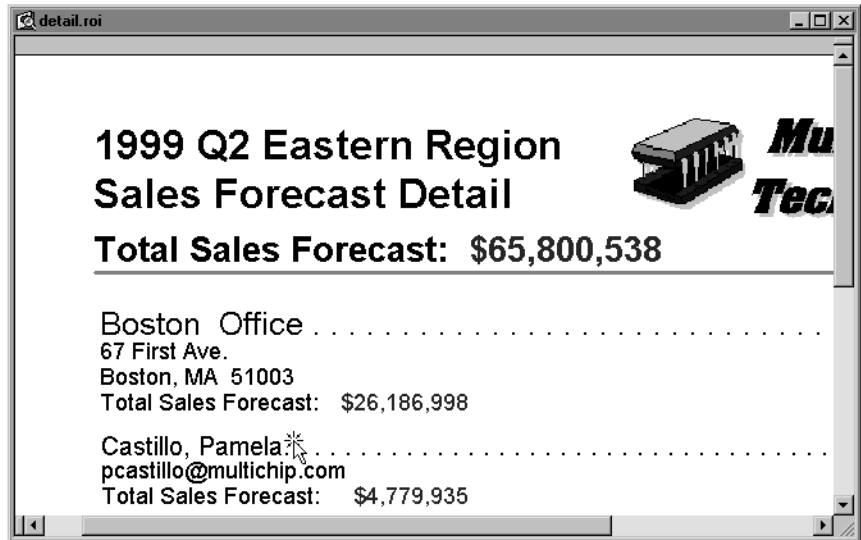 detail.roi
1999 Q2 Eastern Region
Sales Forecast Detail
Mu
Tec
Total Sales Forecast: $65,800,538
Boston Office . . . . . . . . . . . . . . . . . . . . . . . . . . . . .
67 First Ave.
Boston, MA 51003
Total Sales Forecast: $26,186,998
Castillo, Pamela. . . . . . . . . . . . . . . . . . . . . . . . . . . . . .
pcastillo@multichip.com
Total Sales Forecast: $4,779,935